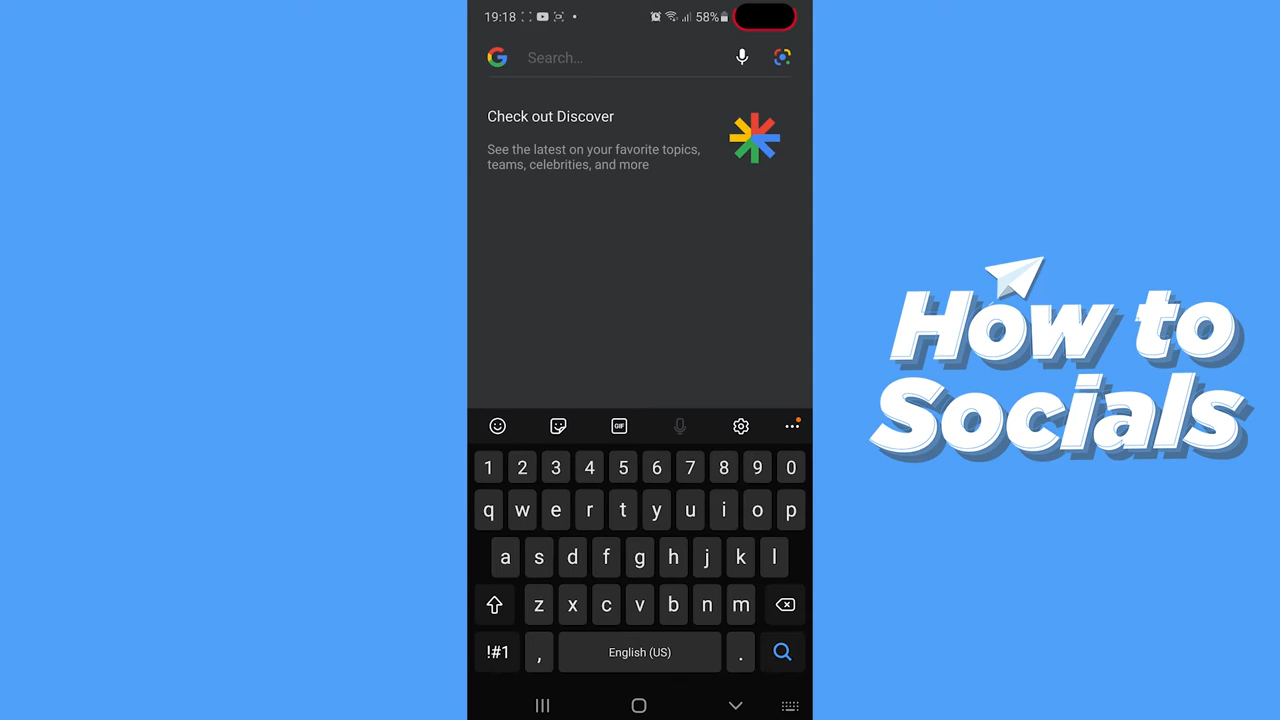 19:18 58%
Search...
Check out Discover
See the latest on your favorite topics,
teams, celebrities, and more
How to
Socials
GIF
1 2 3 4 5 6 7 8 9 0
q w e r t y u i o p
a s d f g h j k l
z x c v b n m
!#1 , English (US) .